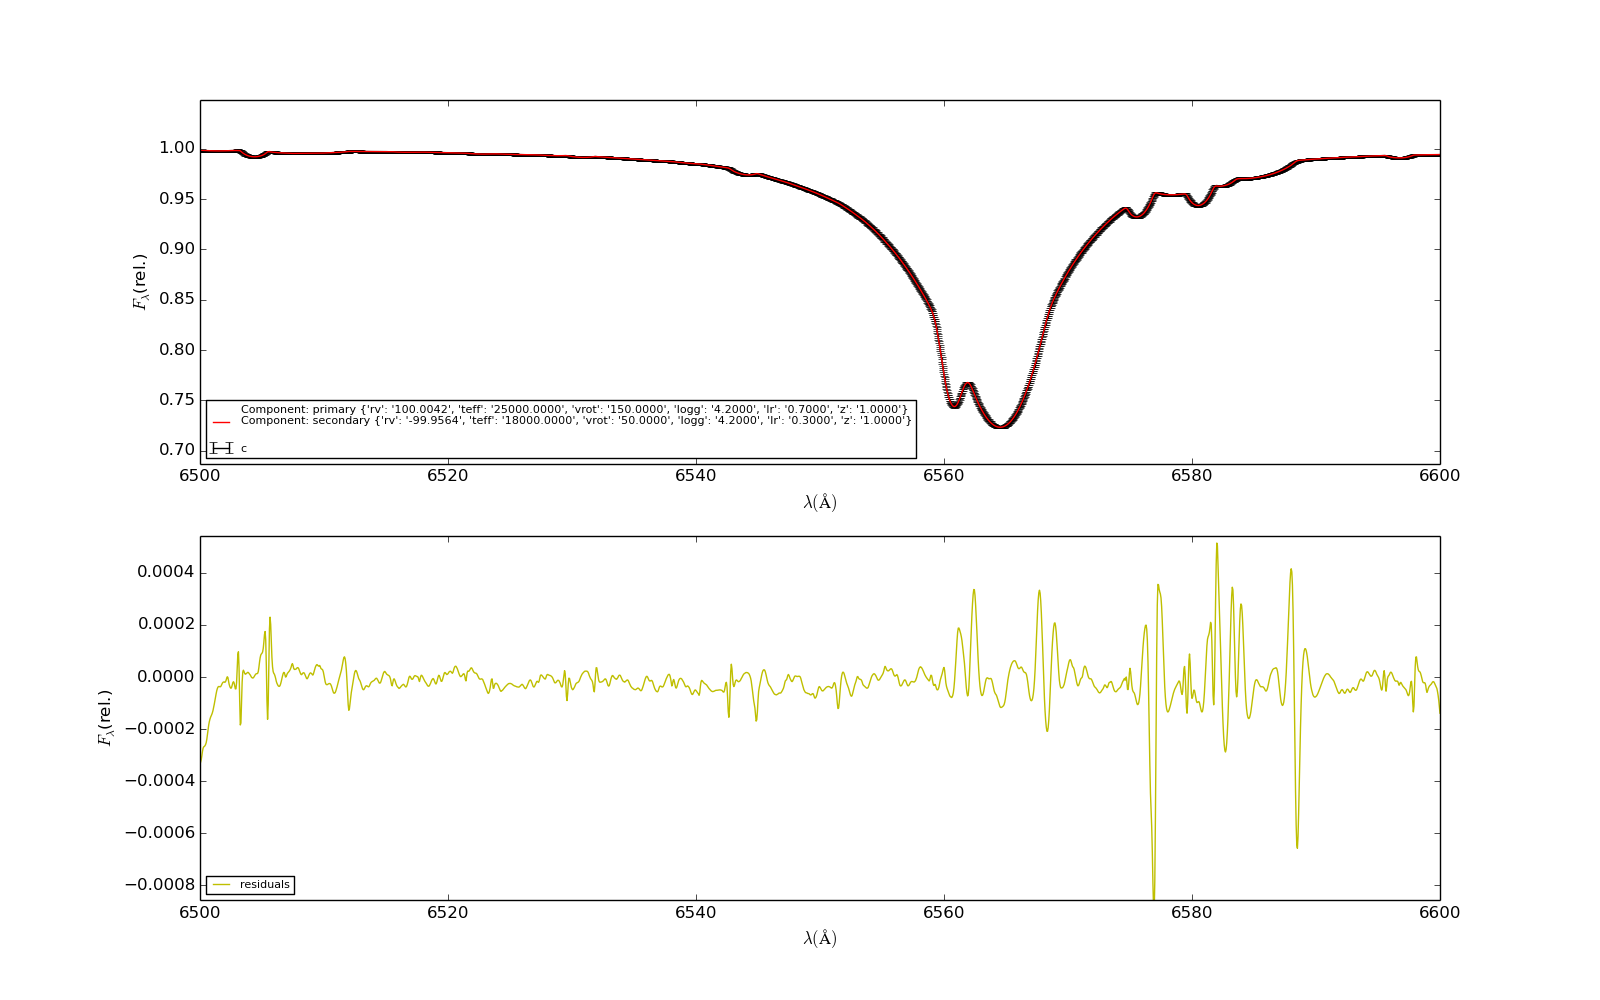 1.00
0.95
0.90
0.85
0.80
0.75
0.70
F_λ(rel.)
Component: primary {'rv': '100.0042', 'teff': '25000.0000', 'vrot': '150.0000', 'logg': '4.2000', 'lr': '0.7000', 'z': '1.0000'}
Component: secondary {'rv': '-99.9564', 'teff': '18000.0000', 'vrot': '50.0000', 'logg': '4.2000', 'lr': '0.3000', 'z': '1.0000'}
c
6500 6520 6540 6560 6580 6600
λ(Å)
0.0004
0.0002
0.0000
−0.0002
−0.0004
−0.0006
−0.0008
F_λ(rel.)
residuals
6500 6520 6540 6560 6580 6600
λ(Å)